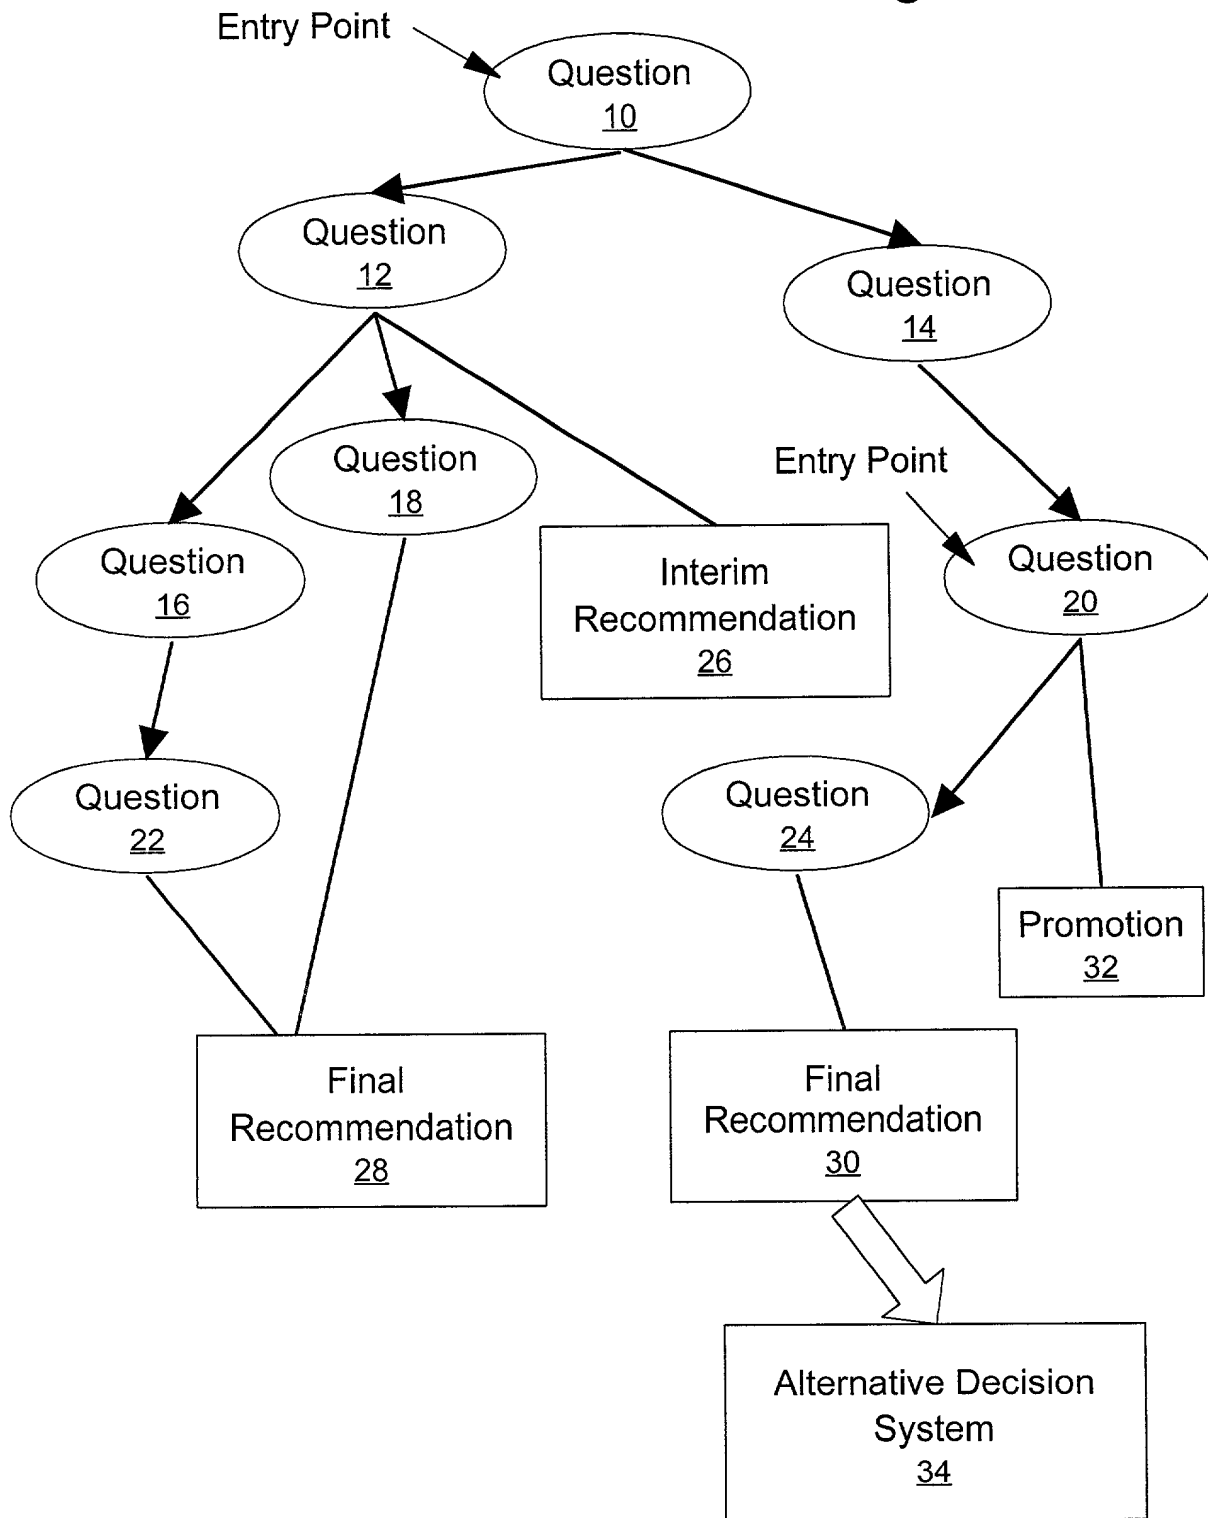 Entry Point
Question
10
Question
12
Question
14
Question
18
Entry Point
Question
16
Interim
Recommendation
26
Question
20
Question
22
Question
24
Promotion
32
Final
Recommendation
28
Final
Recommendation
30
Alternative Decision
System
34